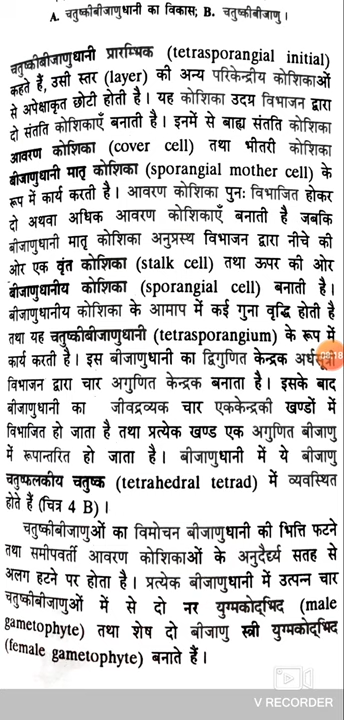 A. चतुष्कीबीजाणुधानी का विकास; B. चतुष्कीबीजाणु।
चतुष्कीबीजाणुधानी प्रारम्भिक (tetrasporangial initial)
कहते हैं, उसी स्तर (layer) की अन्य परिकेन्द्रीय कोशिकाओं
से अपेक्षाकृत छोटी होती है। यह कोशिका उदग्र विभाजन द्वारा
दो संतति कोशिकाएँ बनाती है। इनमें से बाह्य संतति कोशिका
आवरण कोशिका (cover cell) तथा भीतरी कोशिका
बीजाणुधानी मातृ कोशिका (sporangial mother cell) के
रूप में कार्य करती है। आवरण कोशिका पुनः विभाजित होकर
दो अथवा अधिक आवरण कोशिकाएँ बनाती है जबकि
बीजाणुधानी मातृ कोशिका अनुप्रस्थ विभाजन द्वारा नीचे की
ओर एक वृंत कोशिका (stalk cell) तथा ऊपर की ओर
बीजाणुधानीय कोशिका (sporangial cell) बनाती है।
बीजाणुधानीय कोशिका के आमाप में कई गुना वृद्धि होती है
तथा यह चतुष्कीबीजाणुधानी (tetrasporangium) के रूप में
कार्य करती है। इस बीजाणुधानी का द्विगुणित केन्द्रक
विभाजन द्वारा चार अगुणित केन्द्रक बनाता है। इसके बाद
बीजाणुधानी का जीवद्रव्यक चार एककेन्द्रकी खण्डों में
विभाजित हो जाता है तथा प्रत्येक खण्ड एक अगुणित बीजाणु
में रूपान्तरित हो जाता है। बीजाणुधानी में ये बीजाणु
चतुष्फलकीय चतुष्क (tetrahedral tetrad) में व्यवस्थित
होते हैं (चित्र 4 B)।
चतुष्कीबीजाणुओं का विमोचन बीजाणुधानी की भित्ति फटने
तथा समीपवर्ती आवरण कोशिकाओं के अनुदैर्घ्य सतह से
अलग हटने पर होता है। प्रत्येक बीजाणुधानी में उत्पन्न चार
चतुष्कीबीजाणुओं में से दो नर युग्मकोद्भिद (male
gametophyte) तथा शेष दो बीजाणु स्त्री युग्मकोद्भिद
(female gametophyte) बनाते हैं।
V RECORDER